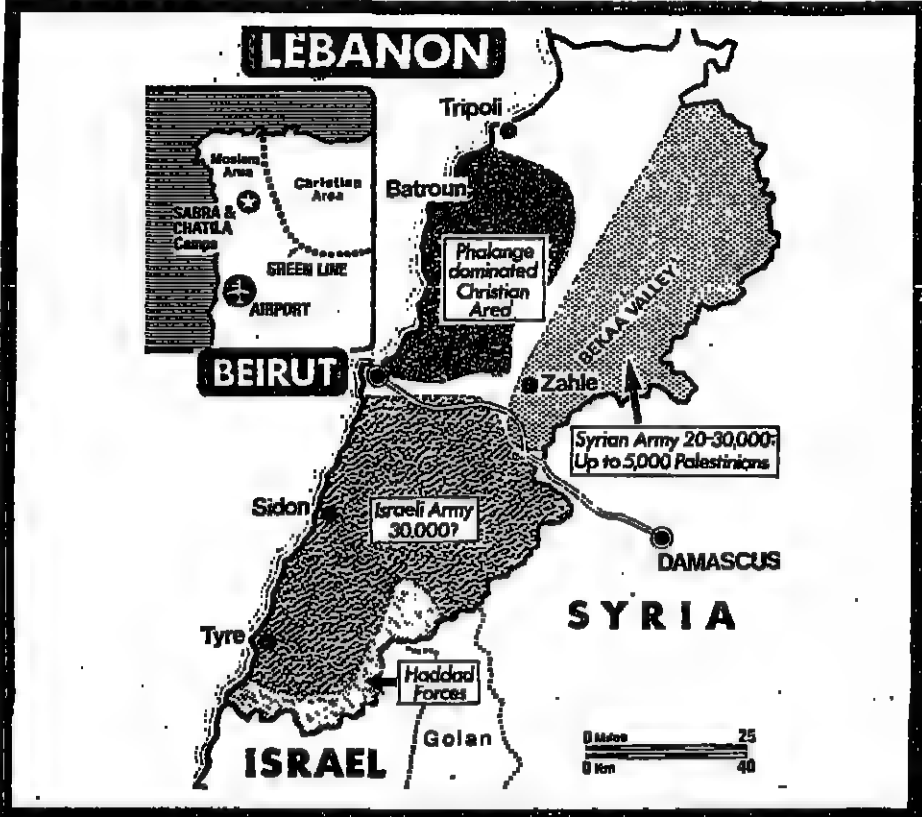 LEBANON
Tripoli
Batroun
Moslem
Area
Christian
Area
SABRA &
CHATILA
Camps
GREEN LINE
AIRPORT
BEIRUT
Phalange
dominated
Christian
Area
BEKAA VALLEY
Zahle
Syrian Army 20-30,000:
Up to 5,000 Palestinians
Sidon
Israeli Army
30.000?
DAMASCUS
SYRIA
Tyre
Haddad
Forces
Golan
ISRAEL
0 Miles 25
0 Km 40